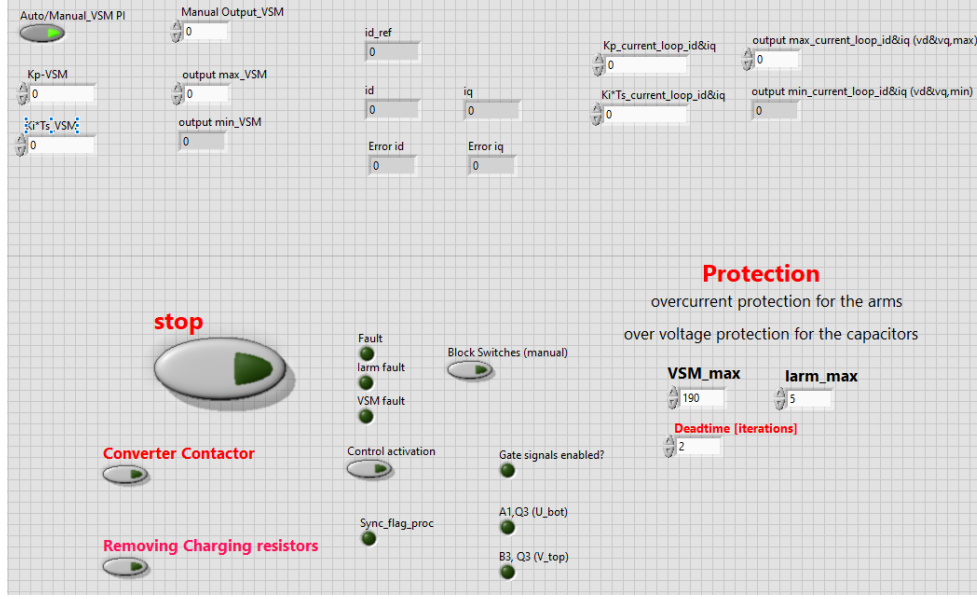 Auto/Manual_VSM PI
Manual Output_VSM
0
Kp-VSM
0
output max_VSM
0
Ki*Ts_VSM
0
output min_VSM
0
id_ref
0
id
0
iq
0
Error id
0
Error iq
0
Kp_current_loop_id&iq
0
output max_current_loop_id&iq (vd&vq,max)
0
Ki*Ts_current_loop_id&iq
0
output min_current_loop_id&iq (vd&vq,min)
0
Protection
overcurrent protection for the arms
over voltage protection for the capacitors
VSM_max
190
Iarm_max
5
Deadtime [iterations]
2
stop
Fault
Iarm fault
VSM fault
Block Switches (manual)
Converter Contactor
Control activation
Gate signals enabled?
Removing Charging resistors
Sync_flag_proc
A1,Q3 (U_bot)
B3, Q3 (V_top)